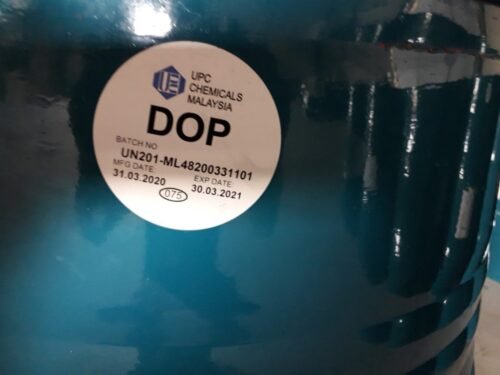 UPC
CHEMICALS
MALAYSIA
DOP
BATCH NO
UN201-ML48200331101
MFG DATE: EXP DATE:
31.03.2020 30.03.2021
075